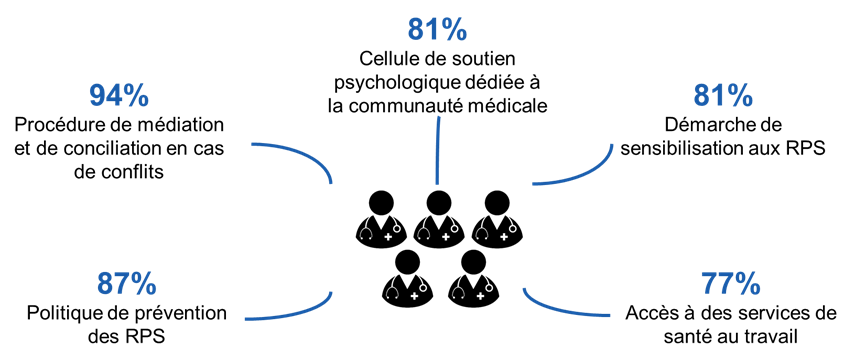 81%
Cellule de soutien
psychologique dédiée à
la communauté médicale
94%
Procédure de médiation
et de conciliation en cas
de conflits
81%
Démarche de
sensibilisation aux RPS
87%
Politique de prévention
des RPS
77%
Accès à des services de
santé au travail